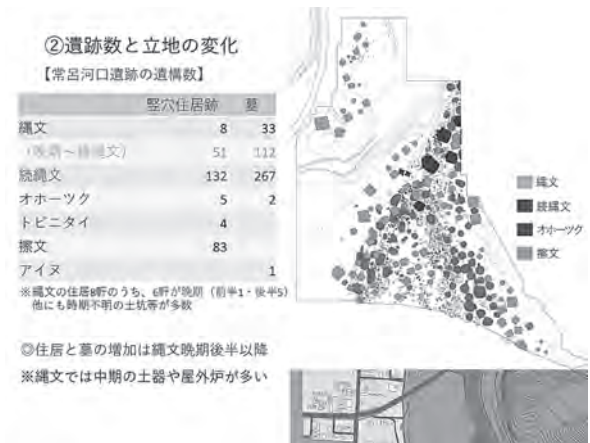 ②遺跡数と立地の変化
【常呂河口遺跡の遺構数】
竪穴住居跡 墓
縄文 8 33
（晩期～続縄文） 51 112
続縄文 132 267
オホーツク 5 2
トビニタイ 4
擦文 83
アイヌ 1
※縄文の住居8軒のうち、6軒が晩期（前半1・後半5）
他にも時期不明の土坑等が多数
◎住居と墓の増加は縄文晩期後半以降
※縄文では中期の土器や屋外炉が多い
縄文
続縄文
オホーツク
擦文